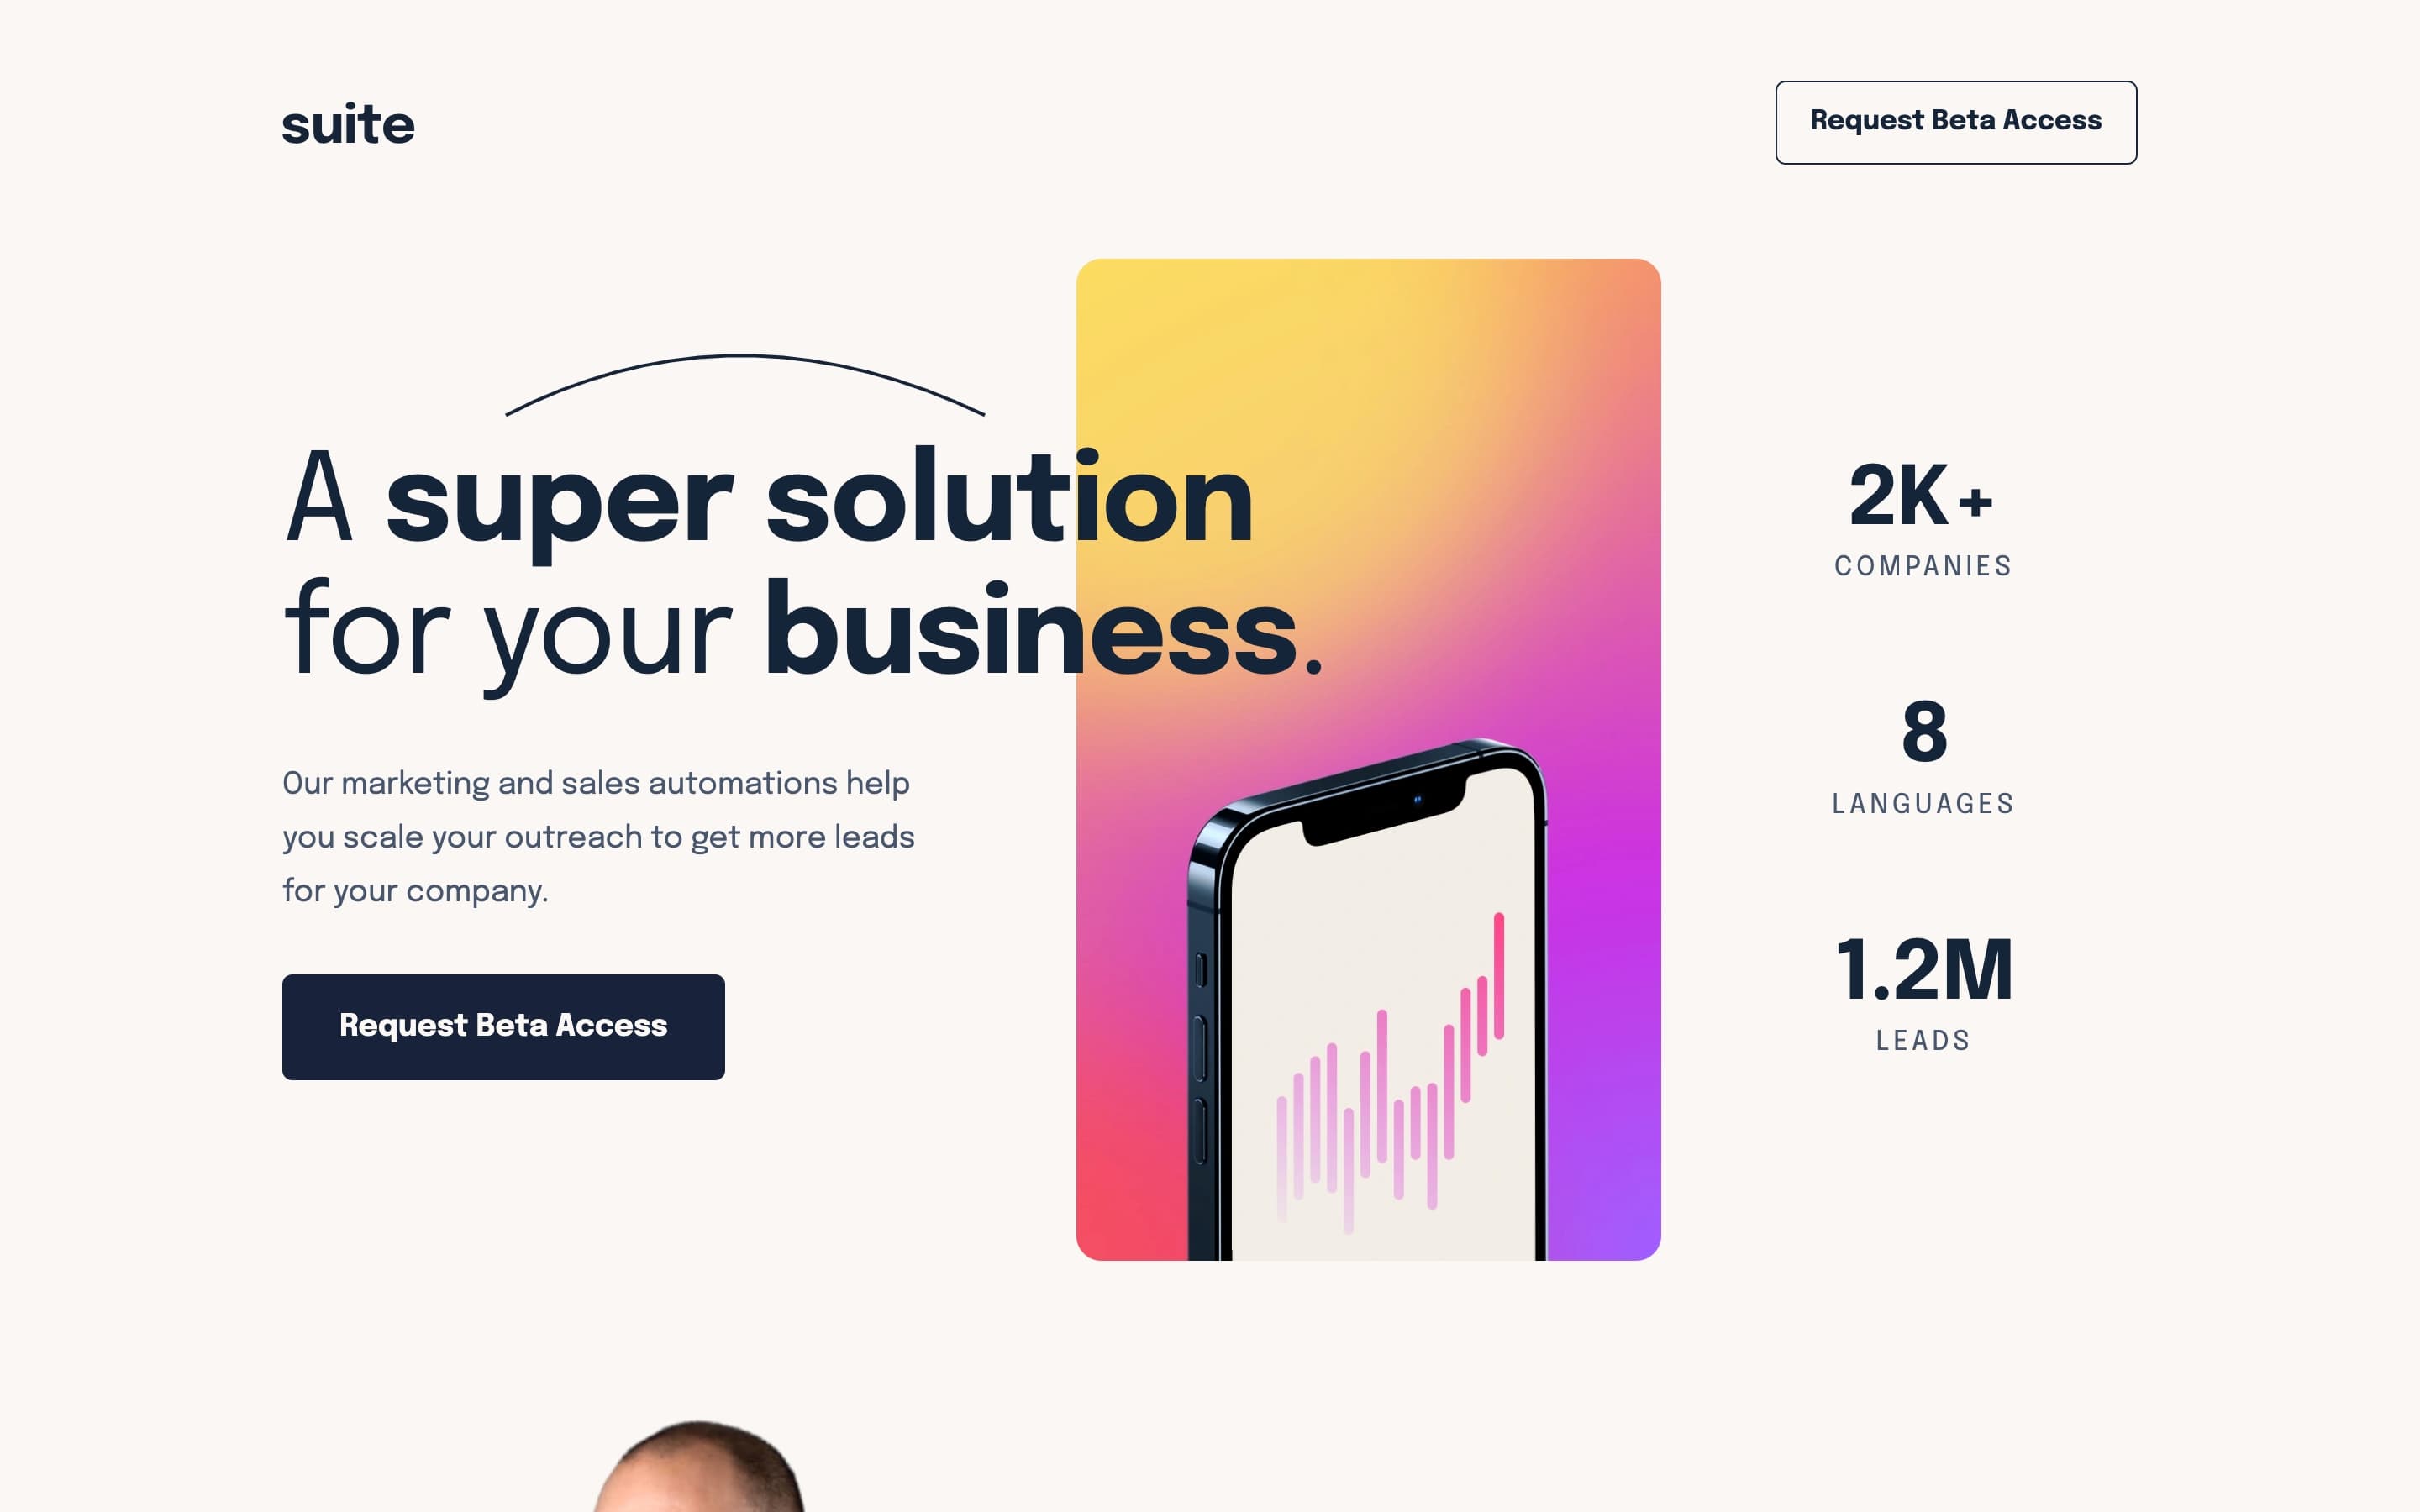 suite
Request Beta Access
A super solution
for your business.
Our marketing and sales automations help
you scale your outreach to get more leads
for your company.
Request Beta Access
2K+
COMPANIES
8
LANGUAGES
1.2M
LEADS